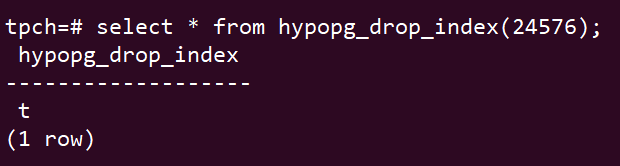 tpch=# select * from hypopg_drop_index(24576);
 hypopg_drop_index
-------------------
 t
(1 row)